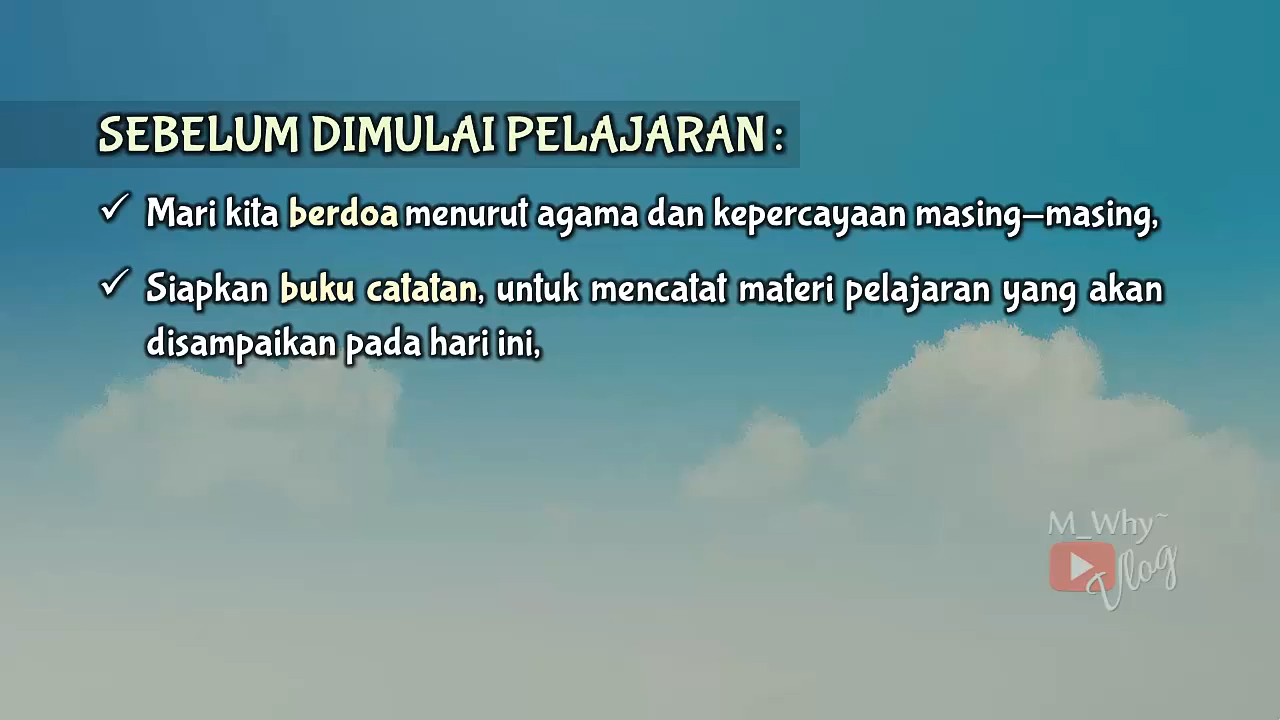 SEBELUM DIMULAI PELAJARAN :
✓ Mari kita berdoa menurut agama dan kepercayaan masing–masing,
✓ Siapkan buku catatan, untuk mencatat materi pelajaran yang akan
disampaikan pada hari ini,
M_Why~
Vlog